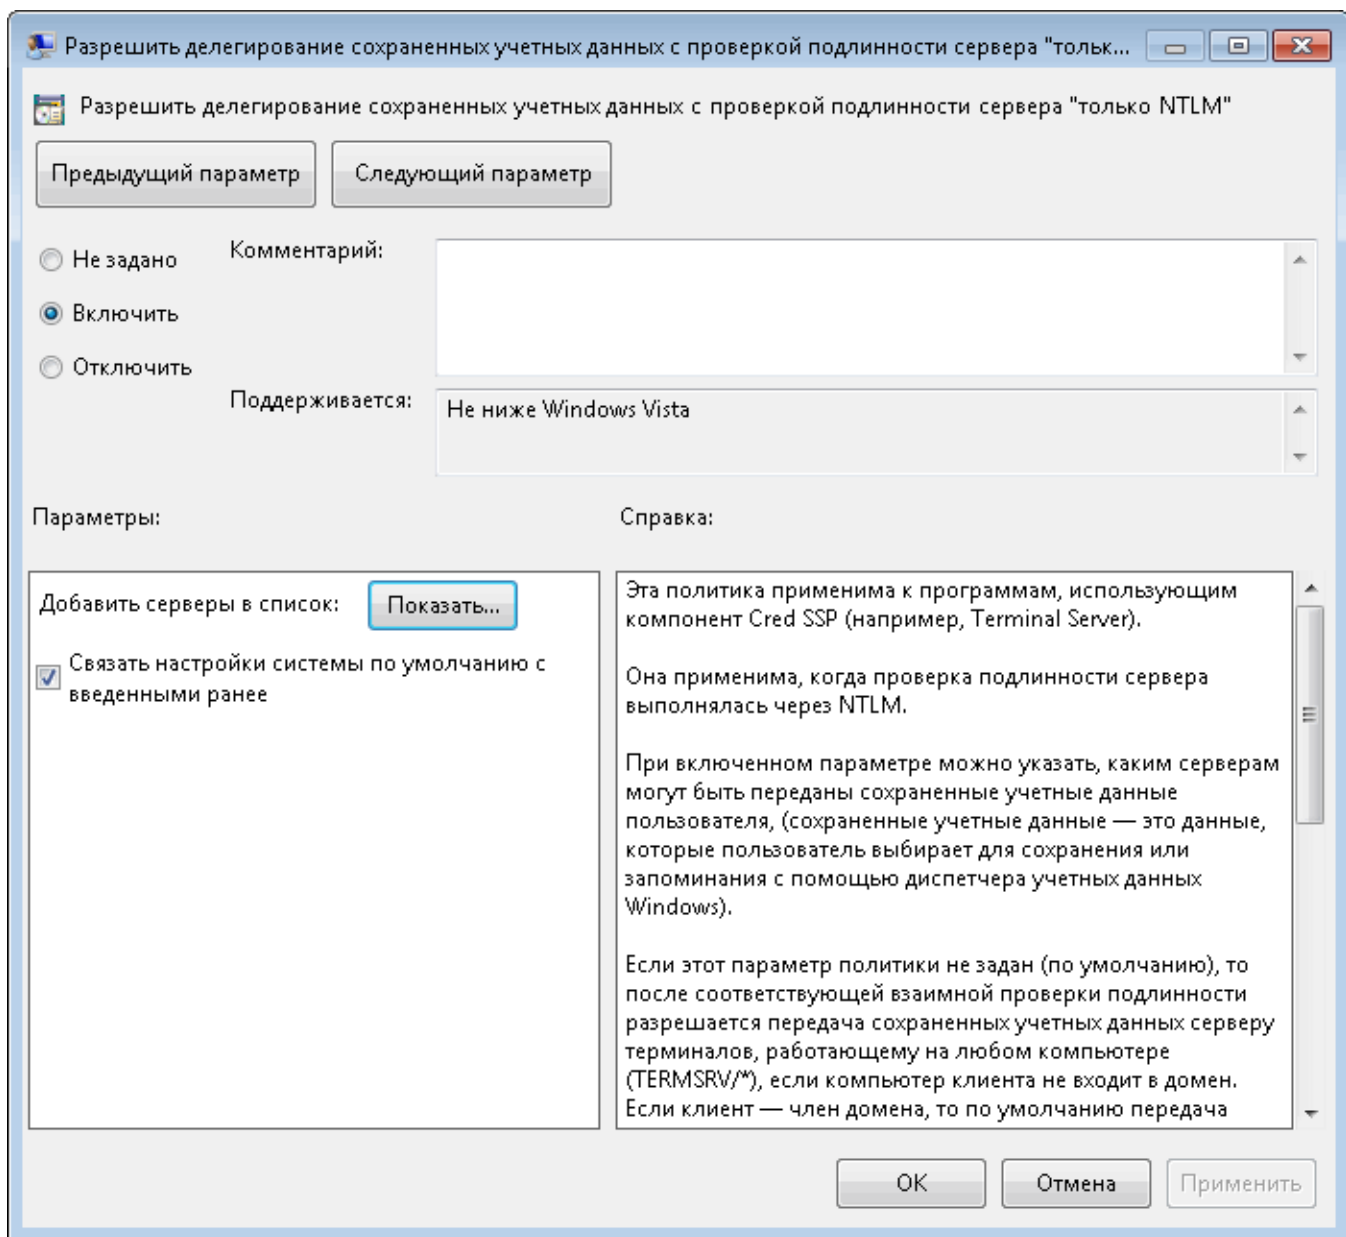 Разрешить делегирование сохраненных учетных данных с проверкой подлинности сервера "тольк...
Разрешить делегирование сохраненных учетных данных с проверкой подлинности сервера "только NTLM"
Предыдущий параметр
Следующий параметр
Не задано
Комментарий:
Включить
Отключить
Поддерживается:
Не ниже Windows Vista
Параметры:
Справка:
Добавить серверы в список:
Показать...
Связать настройки системы по умолчанию с
введенными ранее
Эта политика применима к программам, использующим
компонент Cred SSP (например, Terminal Server).
Она применима, когда проверка подлинности сервера
выполнялась через NTLM.
При включенном параметре можно указать, каким серверам
могут быть переданы сохраненные учетные данные
пользователя, (сохраненные учетные данные — это данные,
которые пользователь выбирает для сохранения или
запоминания с помощью диспетчера учетных данных
Windows).
Если этот параметр политики не задан (по умолчанию), то
после соответствующей взаимной проверки подлинности
разрешается передача сохраненных учетных данных серверу
терминалов, работающему на любом компьютере
(TERMSRV/*), если компьютер клиента не входит в домен.
Если клиент — член домена, то по умолчанию передача
ОК
Отмена
Применить